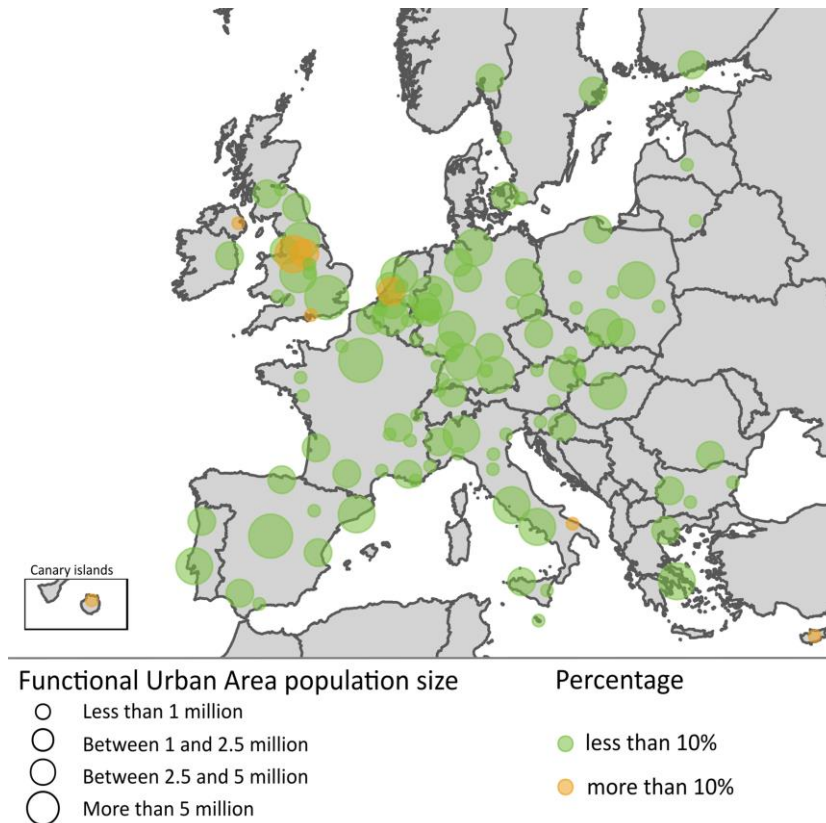 Canary islands
Functional Urban Area population size
Less than 1 million
Between 1 and 2.5 million
Between 2.5 and 5 million
More than 5 million
Percentage
less than 10%
more than 10%